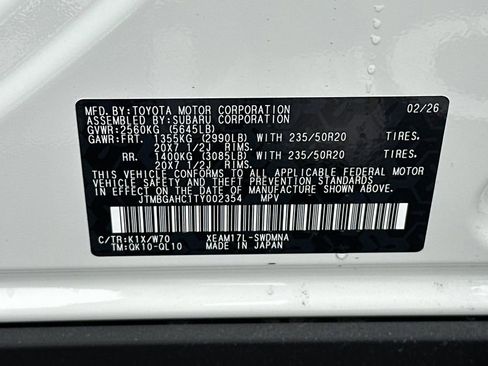 MFD.BY:TOYOTA MOTOR CORPORATION 02/26
ASSEMBLED BY:SUBARU CORPORATION
GVWR:2560KG (5645LB)
GAWR:FRT. 1355KG (2990LB) WITH 235/50R20 TIRES.
20X7 1/2J RIMS.
RR. 1400KG (3085LB) WITH 235/50R20 TIRES.
20X7 1/2J RIMS.
THIS VEHICLE CONFORMS TO ALL APPLICABLE FEDERAL MOTOR
VEHICLE SAFETY AND THEFT PREVENTION STANDARDS
IN EFFECT ON THE DATE OF MANUFACTURE SHOWN ABOVE.
JTMBGAHC1TY002354 MPV
C/TR:K1X/W70 XEAM17L-SWDMNA
TM:QK10-QL10 MADE IN JAPAN